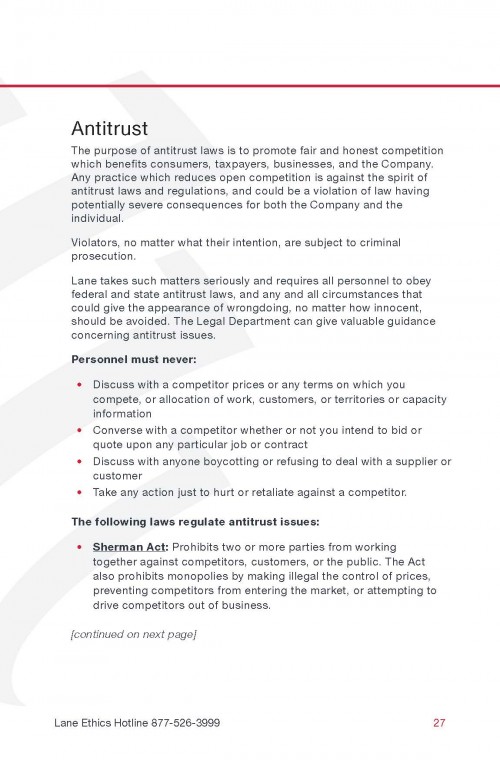 Antitrust
The purpose of antitrust laws is to promote fair and honest competition
which benefits consumers, taxpayers, businesses, and the Company.
Any practice which reduces open competition is against the spirit of
antitrust laws and regulations, and could be a violation of law having
potentially severe consequences for both the Company and the
individual.
Violators, no matter what their intention, are subject to criminal
prosecution.
Lane takes such matters seriously and requires all personnel to obey
federal and state antitrust laws, and any and all circumstances that
could give the appearance of wrongdoing, no matter how innocent,
should be avoided. The Legal Department can give valuable guidance
concerning antitrust issues.
Personnel must never:
• Discuss with a competitor prices or any terms on which you
compete, or allocation of work, customers, or territories or capacity
information
• Converse with a competitor whether or not you intend to bid or
quote upon any particular job or contract
• Discuss with anyone boycotting or refusing to deal with a supplier or
customer
• Take any action just to hurt or retaliate against a competitor.
The following laws regulate antitrust issues:
• Sherman Act: Prohibits two or more parties from working
together against competitors, customers, or the public. The Act
also prohibits monopolies by making illegal the control of prices,
preventing competitors from entering the market, or attempting to
drive competitors out of business.
[continued on next page]
Lane Ethics Hotline 877-526-3999 27